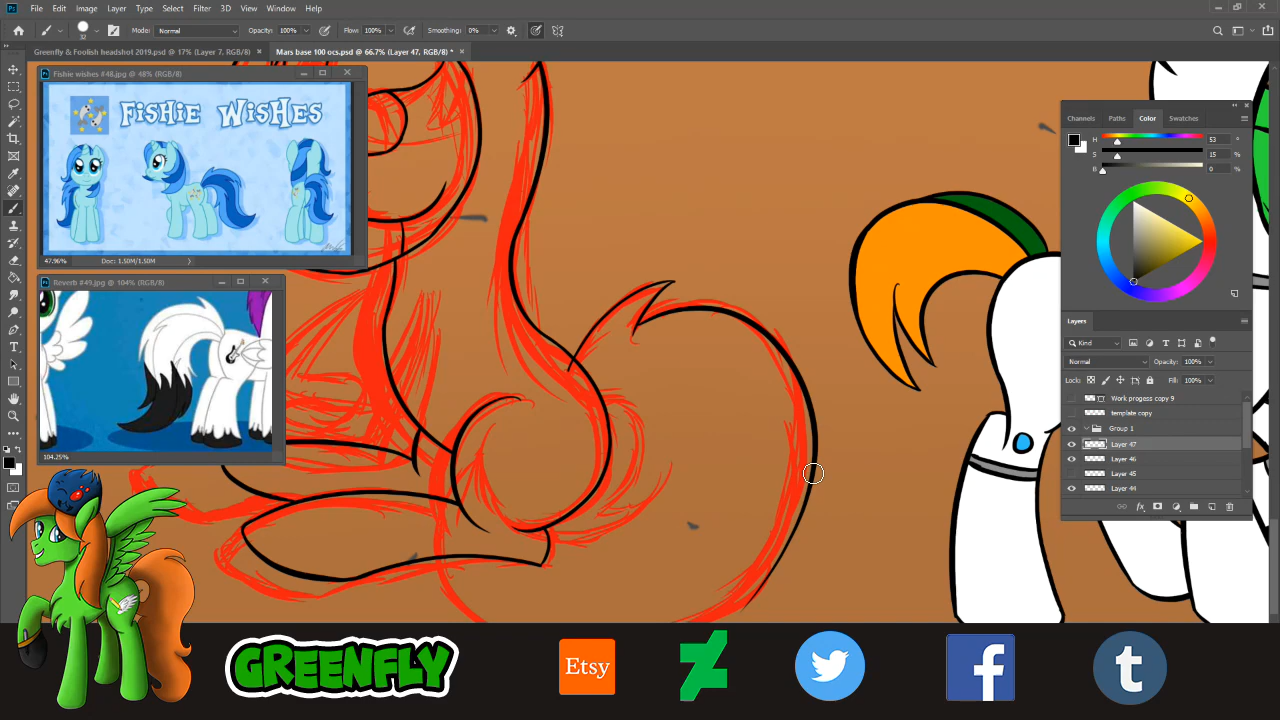 Ps File Edit Image Layer Type Select Filter 3D View Window Help
32 Mode: Normal Opacity: 100% Flow: 100% Smoothing: 0%
Greenfly & Foolish headshot 2019.psd @ 17% (Layer 7, RGB/8) × Mars base 100 ocs.psd @ 66.7% (Layer 47, RGB/8) * ×
Fishie wishes #48.jpg @ 48% (RGB/8)
FiSHiE WiSHES
47.96% Doc: 1.50M/1.50M
Reverb #49.jpg @ 104% (RGB/8)
104.25%
Channels Paths Color Swatches
H 53 °
S 15 %
B 0 %
Layers
Kind
Normal Opacity: 100%
Lock: Fill: 100%
Work progess copy 9
template copy
Group 1
Layer 47
Layer 46
Layer 45
Layer 44
fx
GREENFLY
Etsy
f
t